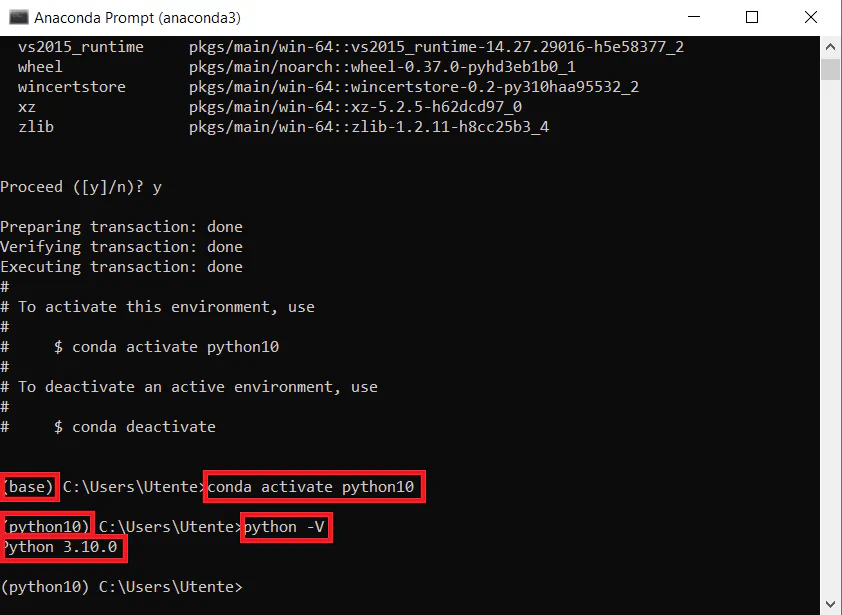 Anaconda Prompt (anaconda3)
vs2015_runtime     pkgs/main/win-64::vs2015_runtime-14.27.29016-h5e58377_2
wheel              pkgs/main/noarch::wheel-0.37.0-pyhd3eb1b0_1
wincertstore       pkgs/main/win-64::wincertstore-0.2-py310haa95532_2
xz                 pkgs/main/win-64::xz-5.2.5-h62dcd97_0
zlib               pkgs/main/win-64::zlib-1.2.11-h8cc25b3_4
Proceed ([y]/n)? y
Preparing transaction: done
Verifying transaction: done
Executing transaction: done
#
# To activate this environment, use
#
#     $ conda activate python10
#
# To deactivate an active environment, use
#
#     $ conda deactivate
(base) C:\Users\Utente>conda activate python10
(python10) C:\Users\Utente>python -V
Python 3.10.0
(python10) C:\Users\Utente>